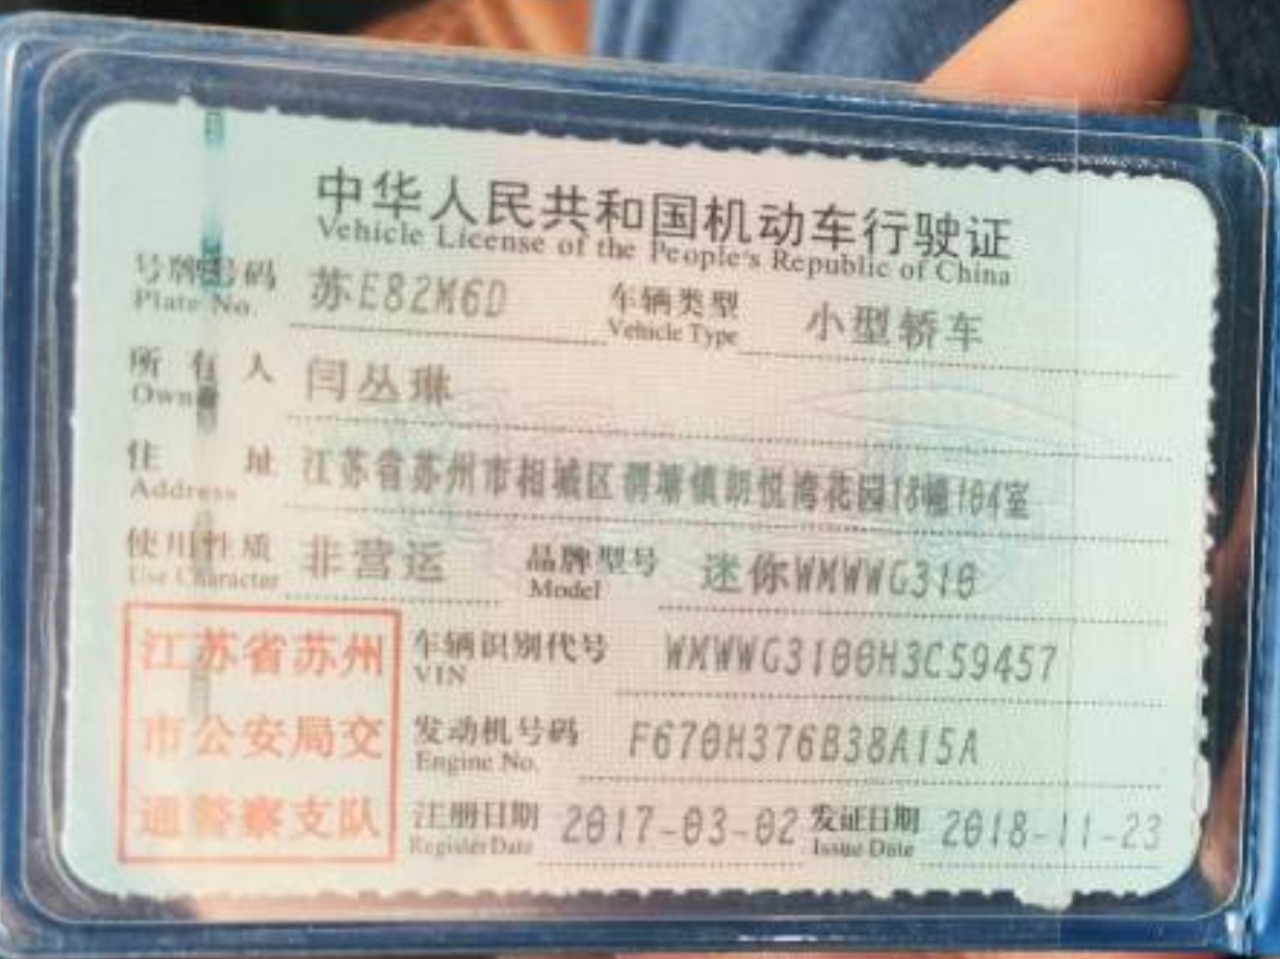 中华人民共和国机动车行驶证
Vehicle License of the People's Republic of China
号牌号码 苏E82M6D 车辆类型 小型轿车
Plate No. Vehicle Type
所有人 闫丛琳
Owner
住址 江苏省苏州市相城区渭塘镇朗悦湾花园18幢104室
Address
使用性质 非营运 品牌型号 迷你WMWWG310
Use Character Model
江苏省苏州
市公安局交
通警察支队
车辆识别代号 WMWWG3100H3C59457
VIN
发动机号码 F670H376B38A15A
Engine No.
注册日期 2017-03-02 发证日期 2018-11-23
Register Date Issue Date